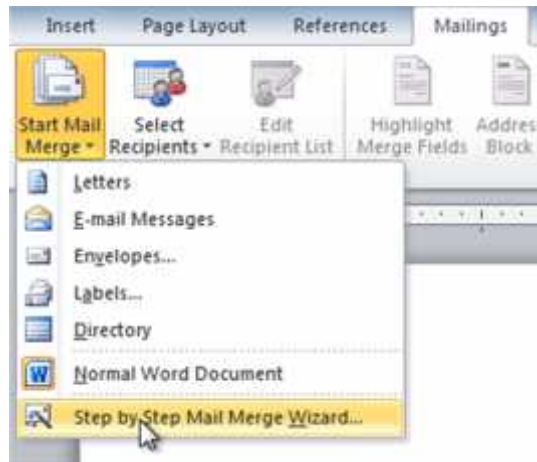 Insert Page Layout References Mailings
Start Mail Select Edit Highlight Addres
Merge Recipients Recipient List Merge Fields Block
Letters
E-mail Messages
Envelopes...
Labels...
Directory
Normal Word Document
Step by Step Mail Merge Wizard...